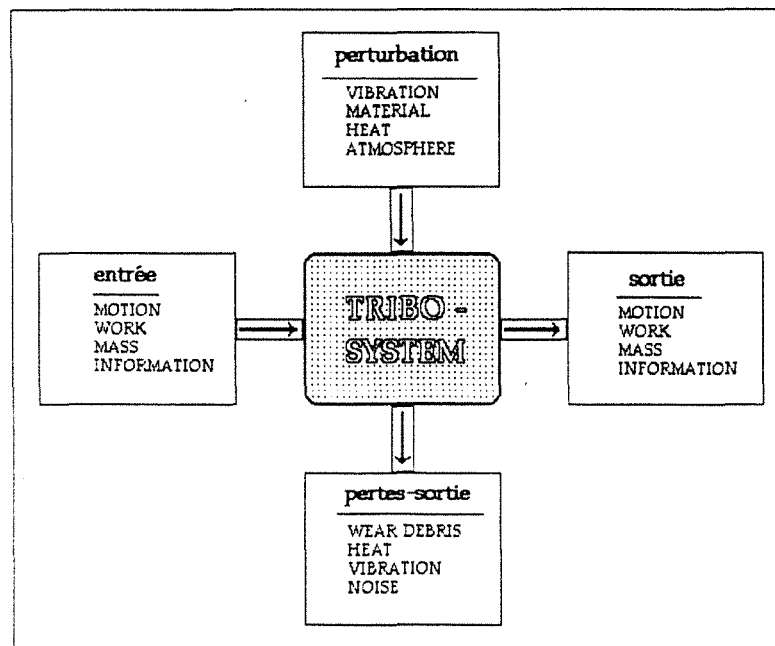 perturbation
VIBRATION
MATERIAL
HEAT
ATMOSPHERE
entrée
MOTION
WORK
MASS
INFORMATION
TRIBO -
SYSTEM
sortie
MOTION
WORK
MASS
INFORMATION
pertes-sortie
WEAR DEBRIS
HEAT
VIBRATION
NOISE